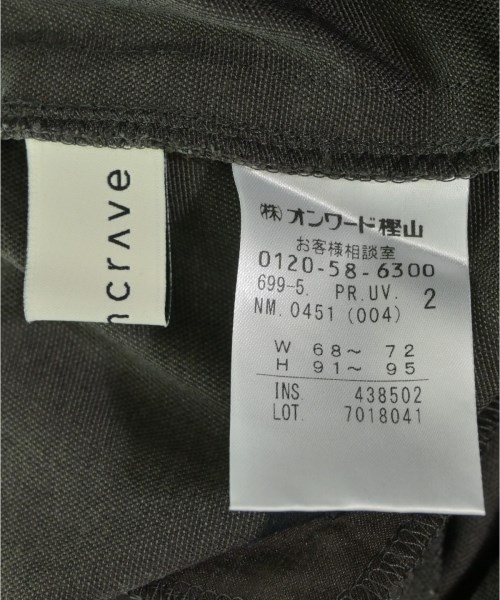 ncrave
㈱オンワード樫山
お客様相談室
0120-58-6300
699-5. PR.UV. 2
NM. 0451 (004)
W 68～ 72
H 91～ 95
INS. 438502
LOT. 7018041